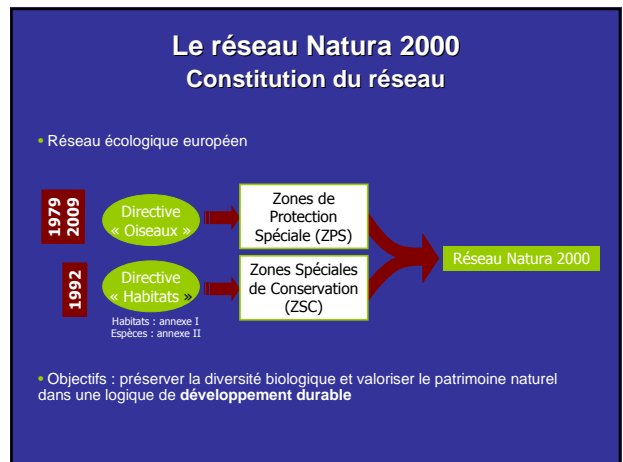 Le réseau Natura 2000
Constitution du réseau
• Réseau écologique européen
1979
2009
Directive
« Oiseaux »
Zones de
Protection
Spéciale (ZPS)
1992
Directive
« Habitats »
Habitats : annexe I
Espèces : annexe II
Zones Spéciales
de Conservation
(ZSC)
Réseau Natura 2000
• Objectifs : préserver la diversité biologique et valoriser le patrimoine naturel
dans une logique de développement durable